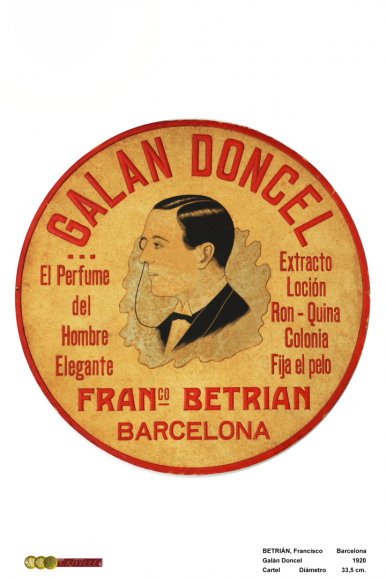 GALAN DONCEL
El Perfume
del
Hombre
Elegante
Extracto
Loción
Ron - Quina
Colonia
Fija el pelo
FRANCO BETRIAN
BARCELONA
BETRIÁN, Francisco Barcelona
Galán Doncel 1920
Cartel Diámetro 33,5 cm.